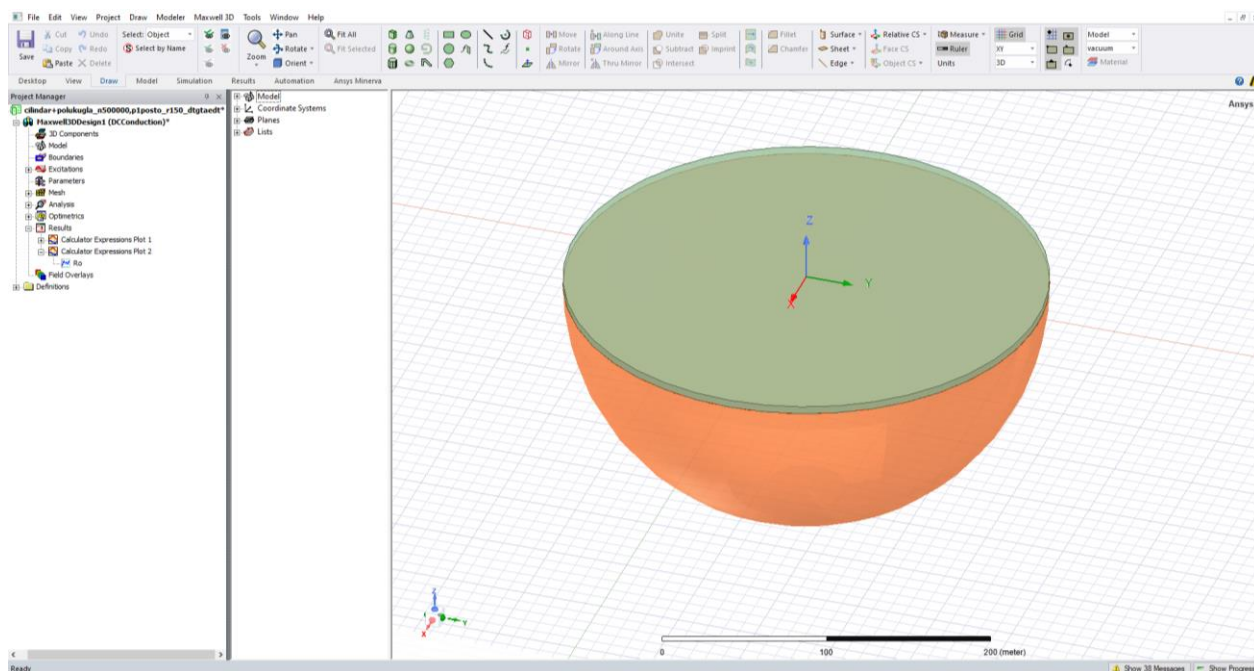 File Edit View Project Draw Modeler Maxwell 3D Tools Window Help
Save
Cut
Copy
Paste
Undo
Redo
Delete
Select: Object
Select by Name
Zoom
Pan
Rotate
Orient
Fit All
Fit Selected
Move
Rotate
Mirror
Along Line
Around Axis
Thru Mirror
Unite
Subtract
Intersect
Split
Imprint
Fillet
Chamfer
Surface
Sheet
Edge
Relative CS
Face CS
Object CS
Measure
Ruler
Units
Grid
XY
3D
Model
vacuum
Material
Desktop View Draw Model Simulation Results Automation Ansys Minerva
Project Manager
cilindar+polukugla_n500000,p1posto_r150_dtgtaedt*
Maxwell3DDesign1 (DCConduction)*
3D Components
Model
Boundaries
Excitations
Parameters
Mesh
Analysis
Optimetrics
Results
Calculator Expressions Plot 1
Calculator Expressions Plot 2
Ro
Field Overlays
Definitions
Model
Coordinate Systems
Planes
Lists
Ansys
Z
Y
X
Z
Y
X
0 100 200 (meter)
Ready
Show 38 Messages
Show Progress